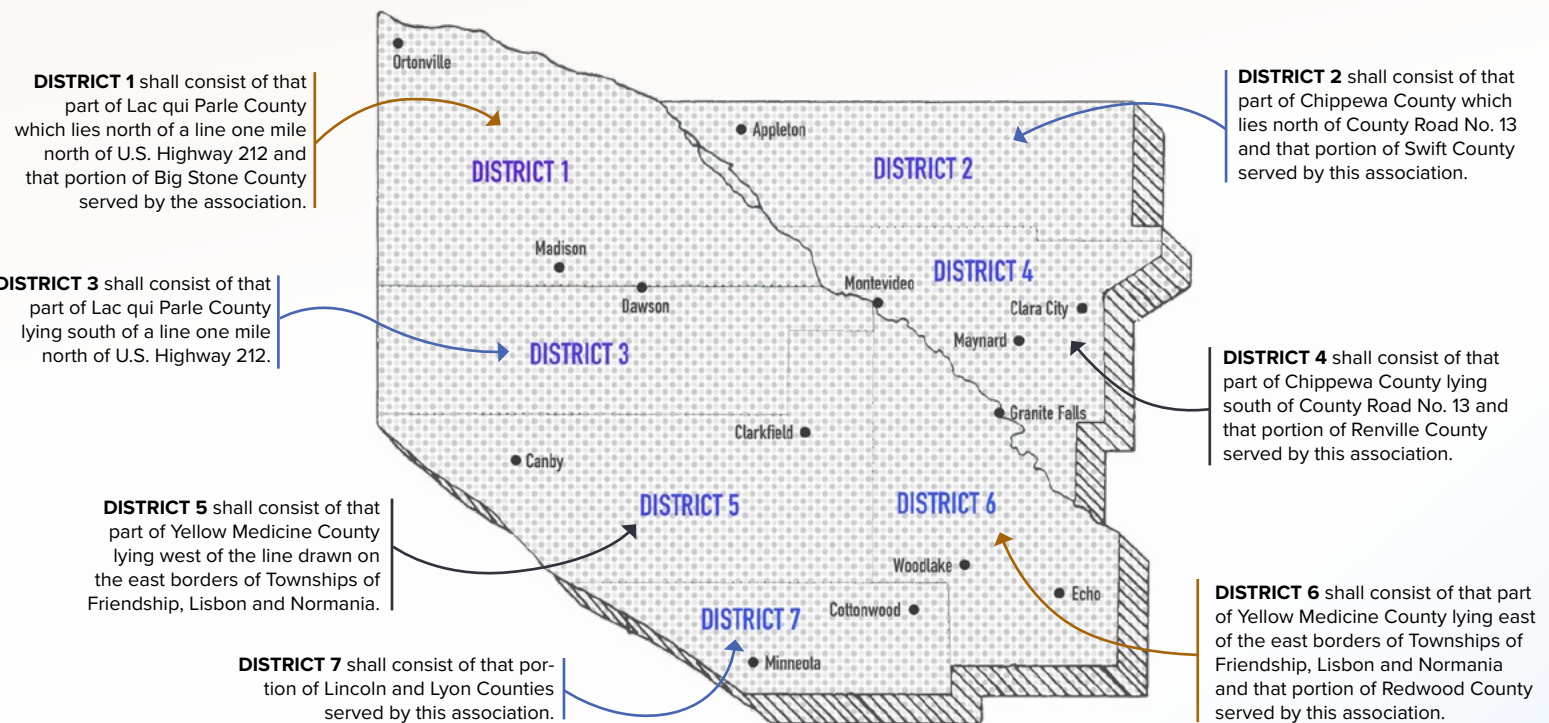 DISTRICT 1 shall consist of that
part of Lac qui Parle County
which lies north of a line one mile
north of U.S. Highway 212 and
that portion of Big Stone County
served by the association.
DISTRICT 3 shall consist of that
part of Lac qui Parle County
lying south of a line one mile
north of U.S. Highway 212.
DISTRICT 5 shall consist of that
part of Yellow Medicine County
lying west of the line drawn on
the east borders of Townships of
Friendship, Lisbon and Normania.
DISTRICT 7 shall consist of that por-
tion of Lincoln and Lyon Counties
served by this association.
Ortonville
Appleton
DISTRICT 1
DISTRICT 2
Madison
DISTRICT 4
Montevideo
Dawson
Clara City
Maynard
DISTRICT 3
Granite Falls
Clarkfield
Canby
DISTRICT 5
DISTRICT 6
Woodlake
Echo
Cottonwood
DISTRICT 7
Minneota
DISTRICT 2 shall consist of that
part of Chippewa County which
lies north of County Road No. 13
and that portion of Swift County
served by this association.
DISTRICT 4 shall consist of that
part of Chippewa County lying
south of County Road No. 13 and
that portion of Renville County
served by this association.
DISTRICT 6 shall consist of that part
of Yellow Medicine County lying east
of the east borders of Townships of
Friendship, Lisbon and Normania
and that portion of Redwood County
served by this association.